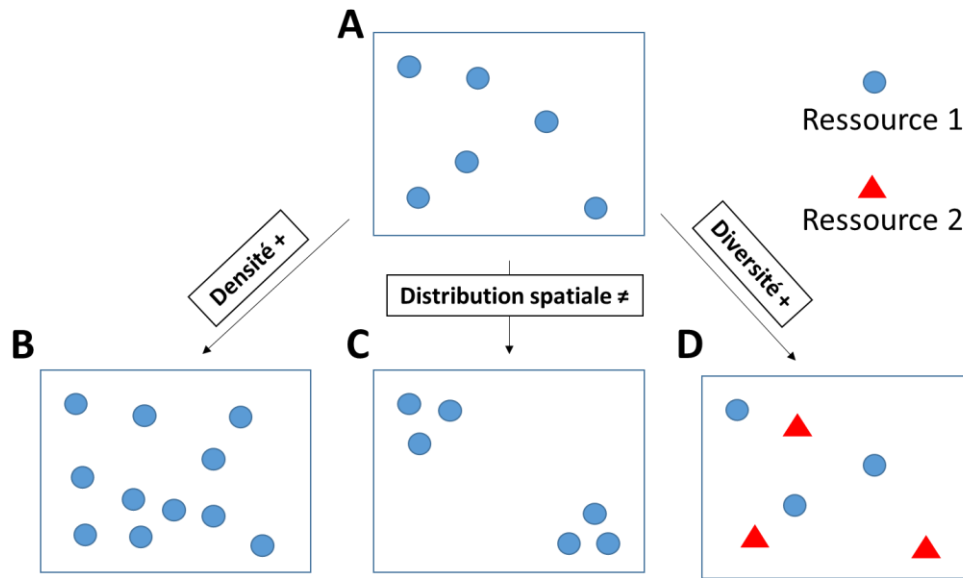 A
Ressource 1
Ressource 2
Densité +
Distribution spatiale ≠
Diversité +
B
C
D